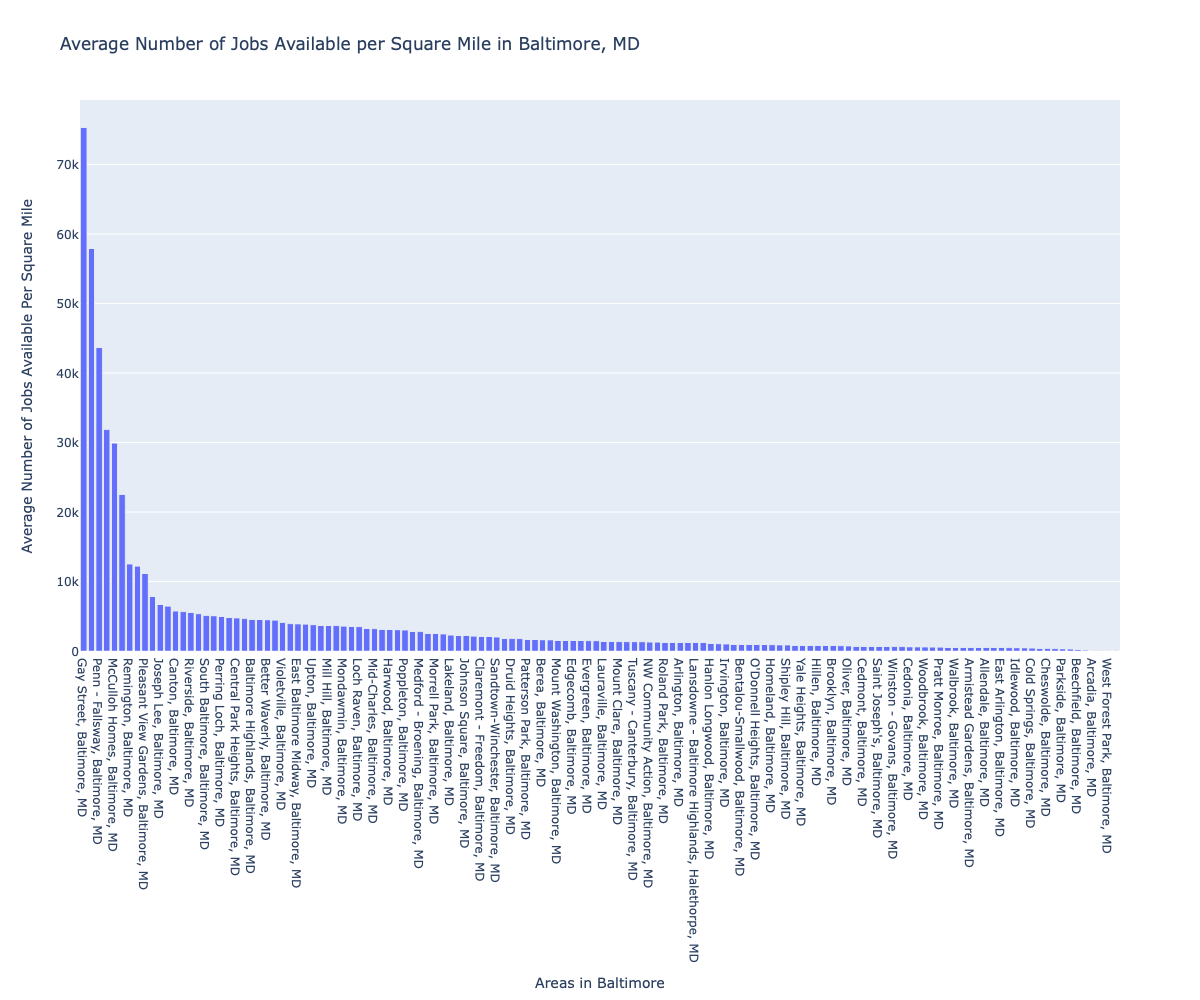 Average Number of Jobs Available per Square Mile in Baltimore, MD
Average Number of Jobs Available Per Square Mile
70k
60k
50k
40k
30k
20k
10k
0
Gay Street, Baltimore, MD
Penn - Fallsway, Baltimore, MD
McCulloh Homes, Baltimore, MD
Remington, Baltimore, MD
Pleasant View Gardens, Baltimore, MD
Joseph Lee, Baltimore, MD
Canton, Baltimore, MD
Riverside, Baltimore, MD
South Baltimore, Baltimore, MD
Perring Loch, Baltimore, MD
Central Park Heights, Baltimore, MD
Baltimore Highlands, Baltimore, MD
Better Waverly, Baltimore, MD
Violetville, Baltimore, MD
East Baltimore Midway, Baltimore, MD
Upton, Baltimore, MD
Mill Hill, Baltimore, MD
Mondawmin, Baltimore, MD
Loch Raven, Baltimore, MD
Mid-Charles, Baltimore, MD
Harwood, Baltimore, MD
Poppleton, Baltimore, MD
Medford - Broening, Baltimore, MD
Morrell Park, Baltimore, MD
Lakeland, Baltimore, MD
Johnson Square, Baltimore, MD
Claremont - Freedom, Baltimore, MD
Sandtown-Winchester, Baltimore, MD
Druid Heights, Baltimore, MD
Patterson Park, Baltimore, MD
Berea, Baltimore, MD
Mount Washington, Baltimore, MD
Edgecomb, Baltimore, MD
Evergreen, Baltimore, MD
Lauraville, Baltimore, MD
Mount Clare, Baltimore, MD
Tuscany - Canterbury, Baltimore, MD
NW Community Action, Baltimore, MD
Roland Park, Baltimore, MD
Arlington, Baltimore, MD
Lansdowne - Baltimore Highlands, Halethorpe, MD
Hanlon Longwood, Baltimore, MD
Irvington, Baltimore, MD
Bentalou-Smallwood, Baltimore, MD
O'Donnell Heights, Baltimore, MD
Homeland, Baltimore, MD
Shipley Hill, Baltimore, MD
Yale Heights, Baltimore, MD
Hillen, Baltimore, MD
Brooklyn, Baltimore, MD
Oliver, Baltimore, MD
Cedmont, Baltimore, MD
Saint Joseph's, Baltimore, MD
Winston - Govans, Baltimore, MD
Cedonia, Baltimore, MD
Woodbrook, Baltimore, MD
Pratt Monroe, Baltimore, MD
Walbrook, Baltimore, MD
Armistead Gardens, Baltimore, MD
Allendale, Baltimore, MD
East Arlington, Baltimore, MD
Idlewood, Baltimore, MD
Cold Springs, Baltimore, MD
Cheswolde, Baltimore, MD
Parkside, Baltimore, MD
Beechfield, Baltimore, MD
Arcadia, Baltimore, MD
West Forest Park, Baltimore, MD
Areas in Baltimore